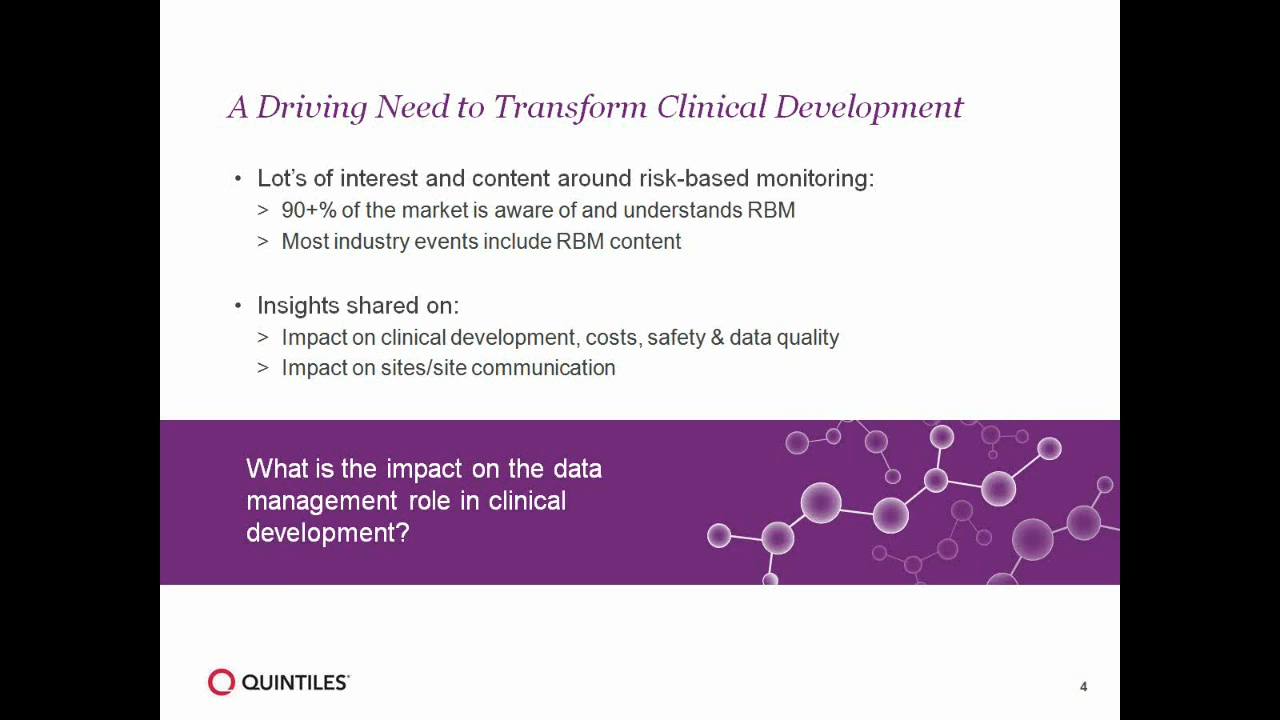 A Driving Need to Transform Clinical Development
• Lot's of interest and content around risk-based monitoring:
> 90+% of the market is aware of and understands RBM
> Most industry events include RBM content
• Insights shared on:
> Impact on clinical development, costs, safety & data quality
> Impact on sites/site communication
What is the impact on the data
management role in clinical
development?
QUINTILES
4